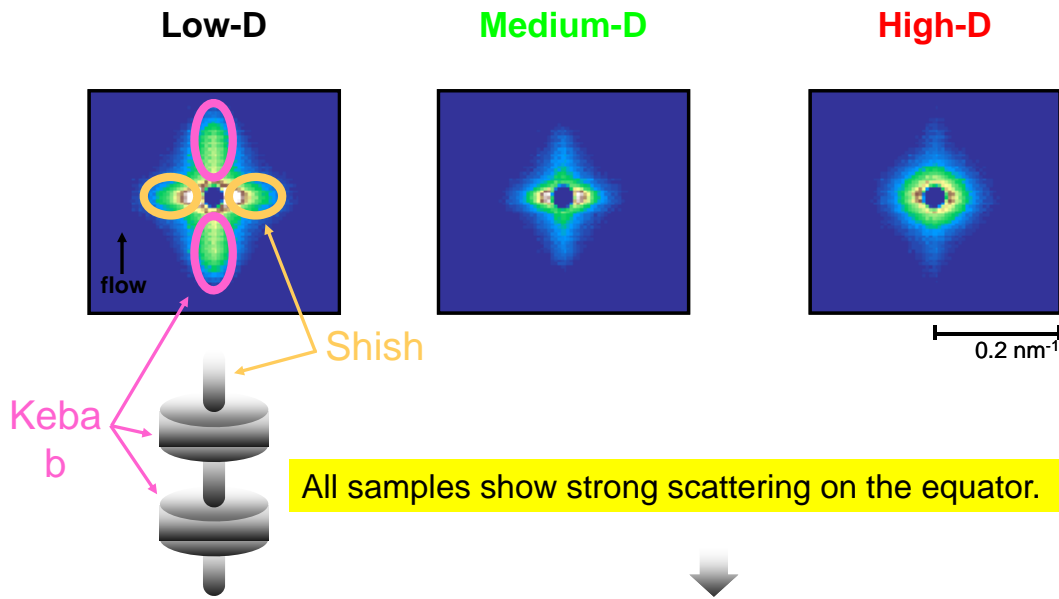 Low-D
Medium-D
High-D
flow
0.2 nm-1
Shish
Keba
b
All samples show strong scattering on the equator.